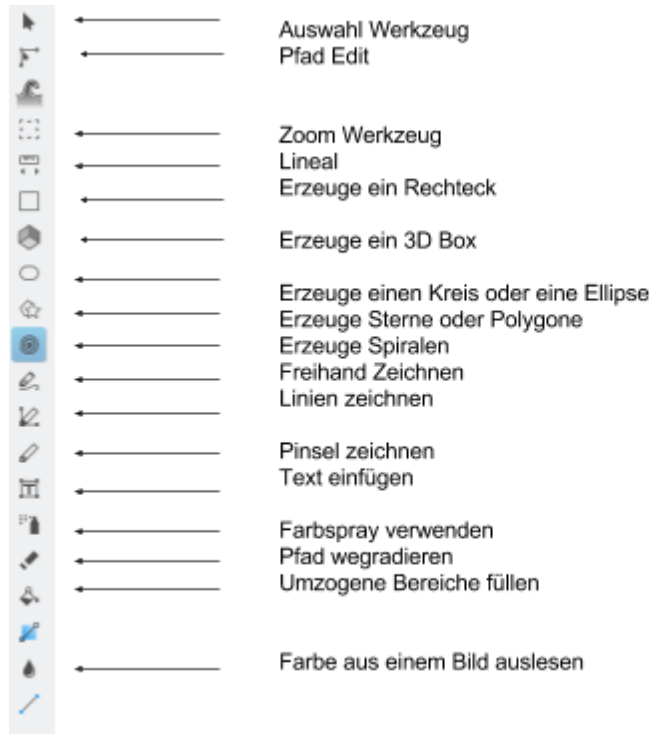 Auswahl Werkzeug
Pfad Edit
Zoom Werkzeug
Lineal
Erzeuge ein Rechteck
Erzeuge ein 3D Box
Erzeuge einen Kreis oder eine Ellipse
Erzeuge Sterne oder Polygone
Erzeuge Spiralen
Freihand Zeichnen
Linien zeichnen
Pinsel zeichnen
Text einfügen
Farbspray verwenden
Pfad wegradieren
Umzogene Bereiche füllen
Farbe aus einem Bild auslesen